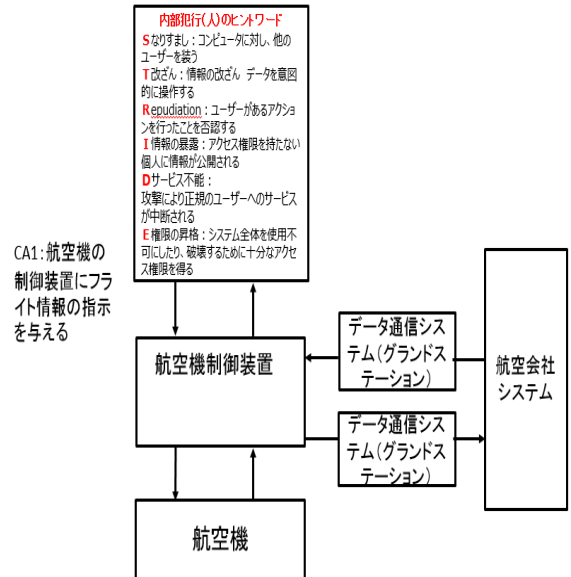 内部犯行(人)のヒントワード
Sなりすまし：コンピュータに対し、他の
ユーザーを装う
T改ざん：情報の改ざん データを意図
的に操作する
Repudiation：ユーザーがあるアクショ
ンを行ったことを否認する
I 情報の暴露：アクセス権限を持たない
個人に情報が公開される
Dサービス不能：
攻撃により正規のユーザーへのサービス
が中断される
E 権限の昇格：システム全体を使用不
可にしたり、破壊するために十分なアクセ
ス権限を得る
CA1：航空機の
制御装置にフラ
イト情報の指示
を与える
航空機制御装置
データ通信シス
テム（グランドス
テーション）
航空会社
システム
データ通信シス
テム（グランドス
テーション）
航空機